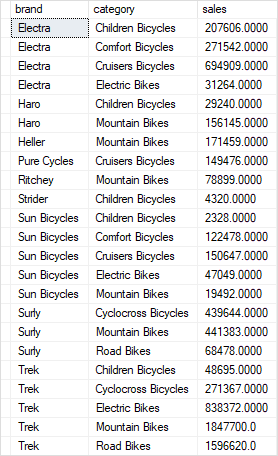 brand category sales
Electra Children Bicycles 207606.0000
Electra Comfort Bicycles 271542.0000
Electra Cruisers Bicycles 694909.0000
Electra Electric Bikes 31264.0000
Haro Children Bicycles 29240.0000
Haro Mountain Bikes 156145.0000
Heller Mountain Bikes 171459.0000
Pure Cycles Cruisers Bicycles 149476.0000
Ritchey Mountain Bikes 78899.0000
Strider Children Bicycles 4320.0000
Sun Bicycles Children Bicycles 2328.0000
Sun Bicycles Comfort Bicycles 122478.0000
Sun Bicycles Cruisers Bicycles 150647.0000
Sun Bicycles Electric Bikes 47049.0000
Sun Bicycles Mountain Bikes 19492.0000
Surly Cyclocross Bicycles 439644.0000
Surly Mountain Bikes 441383.0000
Surly Road Bikes 68478.0000
Trek Children Bicycles 48695.0000
Trek Cyclocross Bicycles 271367.0000
Trek Electric Bikes 838372.0000
Trek Mountain Bikes 1847700.0
Trek Road Bikes 1596620.0